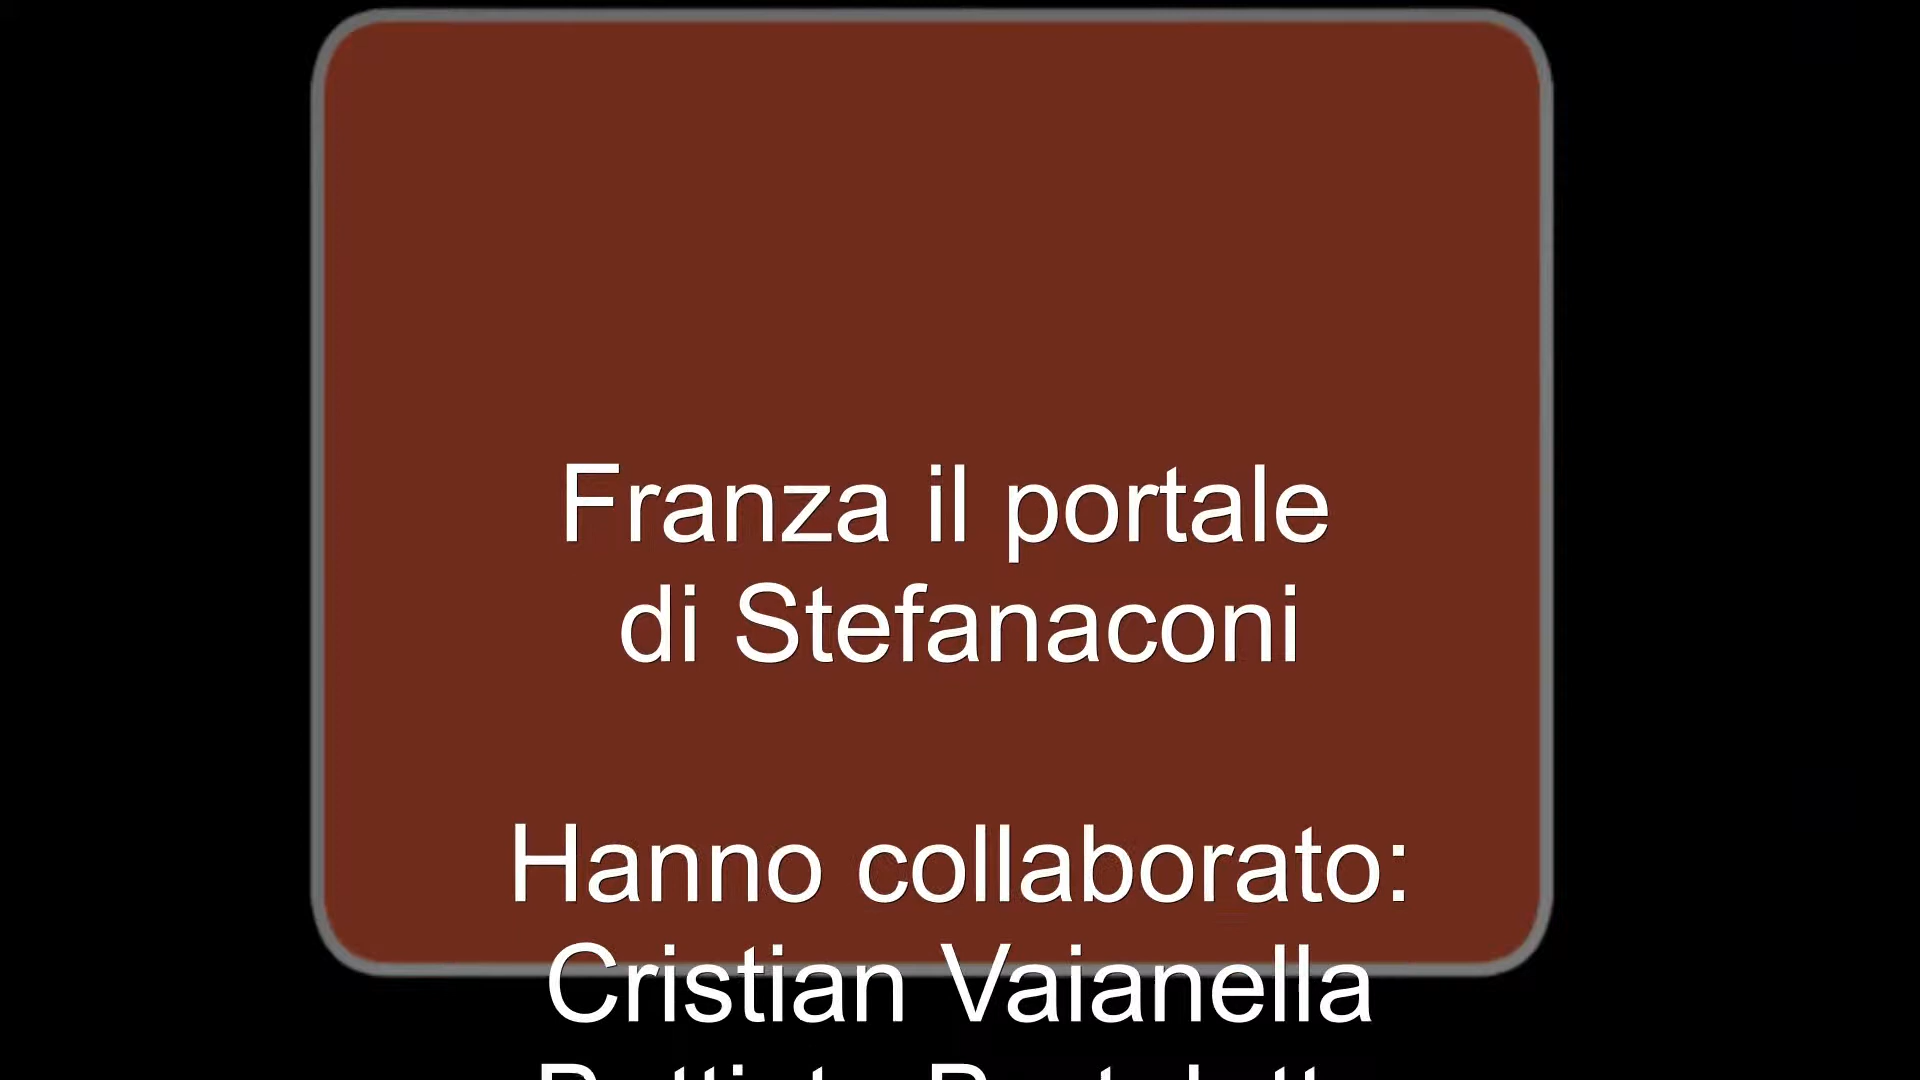 Franza il portale
di Stefanaconi
Hanno collaborato:
Cristian Vaianella